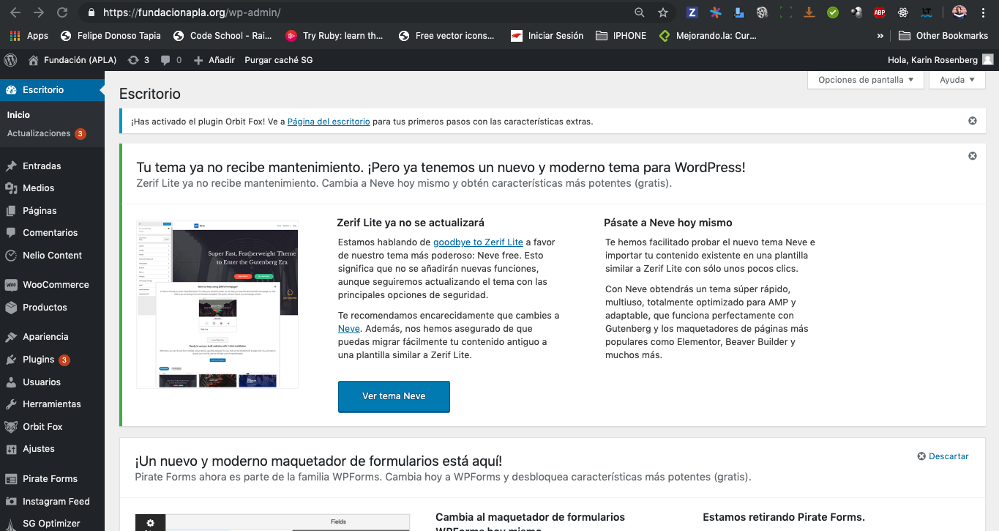 https://fundacionapla.org/wp-admin/
Apps
Felipe Donoso Tapia
Code School - Rai...
Try Ruby: learn th...
Free vector icons...
Iniciar Sesión
IPHONE
Mejorando.la: Cur...
»
Other Bookmarks
Fundación (APLA)
3
0
Añadir
Purgar caché SG
Hola, Karin Rosenberg
Opciones de pantalla
Ayuda
Escritorio
Inicio
Actualizaciones 3
Entradas
Medios
Páginas
Comentarios
Nelio Content
WooCommerce
Productos
Apariencia
Plugins 3
Usuarios
Herramientas
Orbit Fox
Ajustes
Pirate Forms
Instagram Feed
SG Optimizer
Escritorio
¡Has activado el plugin Orbit Fox! Ve a Página del escritorio para tus primeros pasos con las características extras.
Tu tema ya no recibe mantenimiento. ¡Pero ya tenemos un nuevo y moderno tema para WordPress!
Zerif Lite ya no recibe mantenimiento. Cambia a Neve hoy mismo y obtén características más potentes (gratis).
Super Fast, Featherweight Theme
to Enter the Gutenberg Era
Zerif Lite ya no se actualizará
Estamos hablando de goodbye to Zerif Lite a favor
de nuestro tema más poderoso: Neve free. Esto
significa que no se añadirán nuevas funciones,
aunque seguiremos actualizando el tema con las
principales opciones de seguridad.
Te recomendamos encarecidamente que cambies a
Neve. Además, nos hemos asegurado de que
puedas migrar fácilmente tu contenido antiguo a
una plantilla similar a Zerif Lite.
Ver tema Neve
Pásate a Neve hoy mismo
Te hemos facilitado probar el nuevo tema Neve e
importar tu contenido existente en una plantilla
similar a Zerif Lite con sólo unos pocos clics.
Con Neve obtendrás un tema súper rápido,
multiuso, totalmente optimizado para AMP y
adaptable, que funciona perfectamente con
Gutenberg y los maquetadores de páginas más
populares como Elementor, Beaver Builder y
muchos más.
¡Un nuevo y moderno maquetador de formularios está aquí!
Descartar
Pirate Forms ahora es parte de la familia WPForms. Cambia hoy a WPForms y desbloquea características más potentes (gratis).
Fields
Cambia al maquetador de formularios
WPForms hoy mismo
Estamos retirando Pirate Forms.